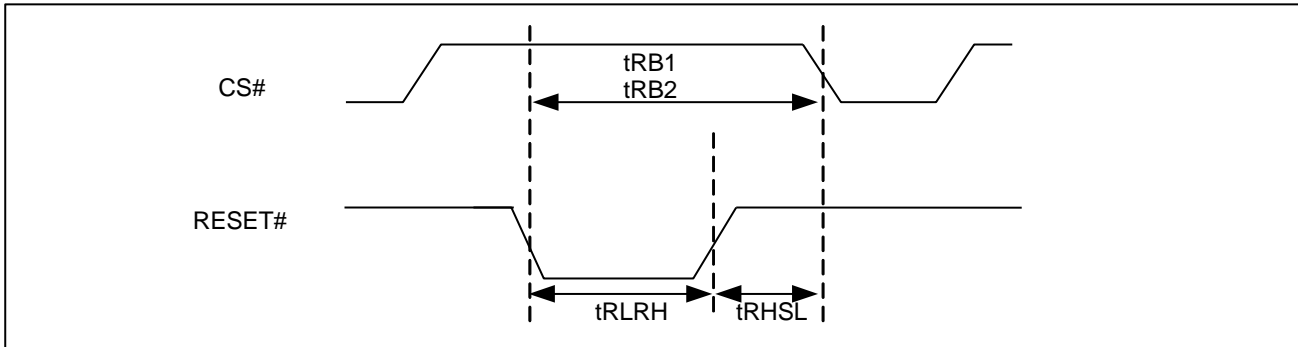 CS#
tRB1
tRB2
RESET#
tRLRH
tRHSL